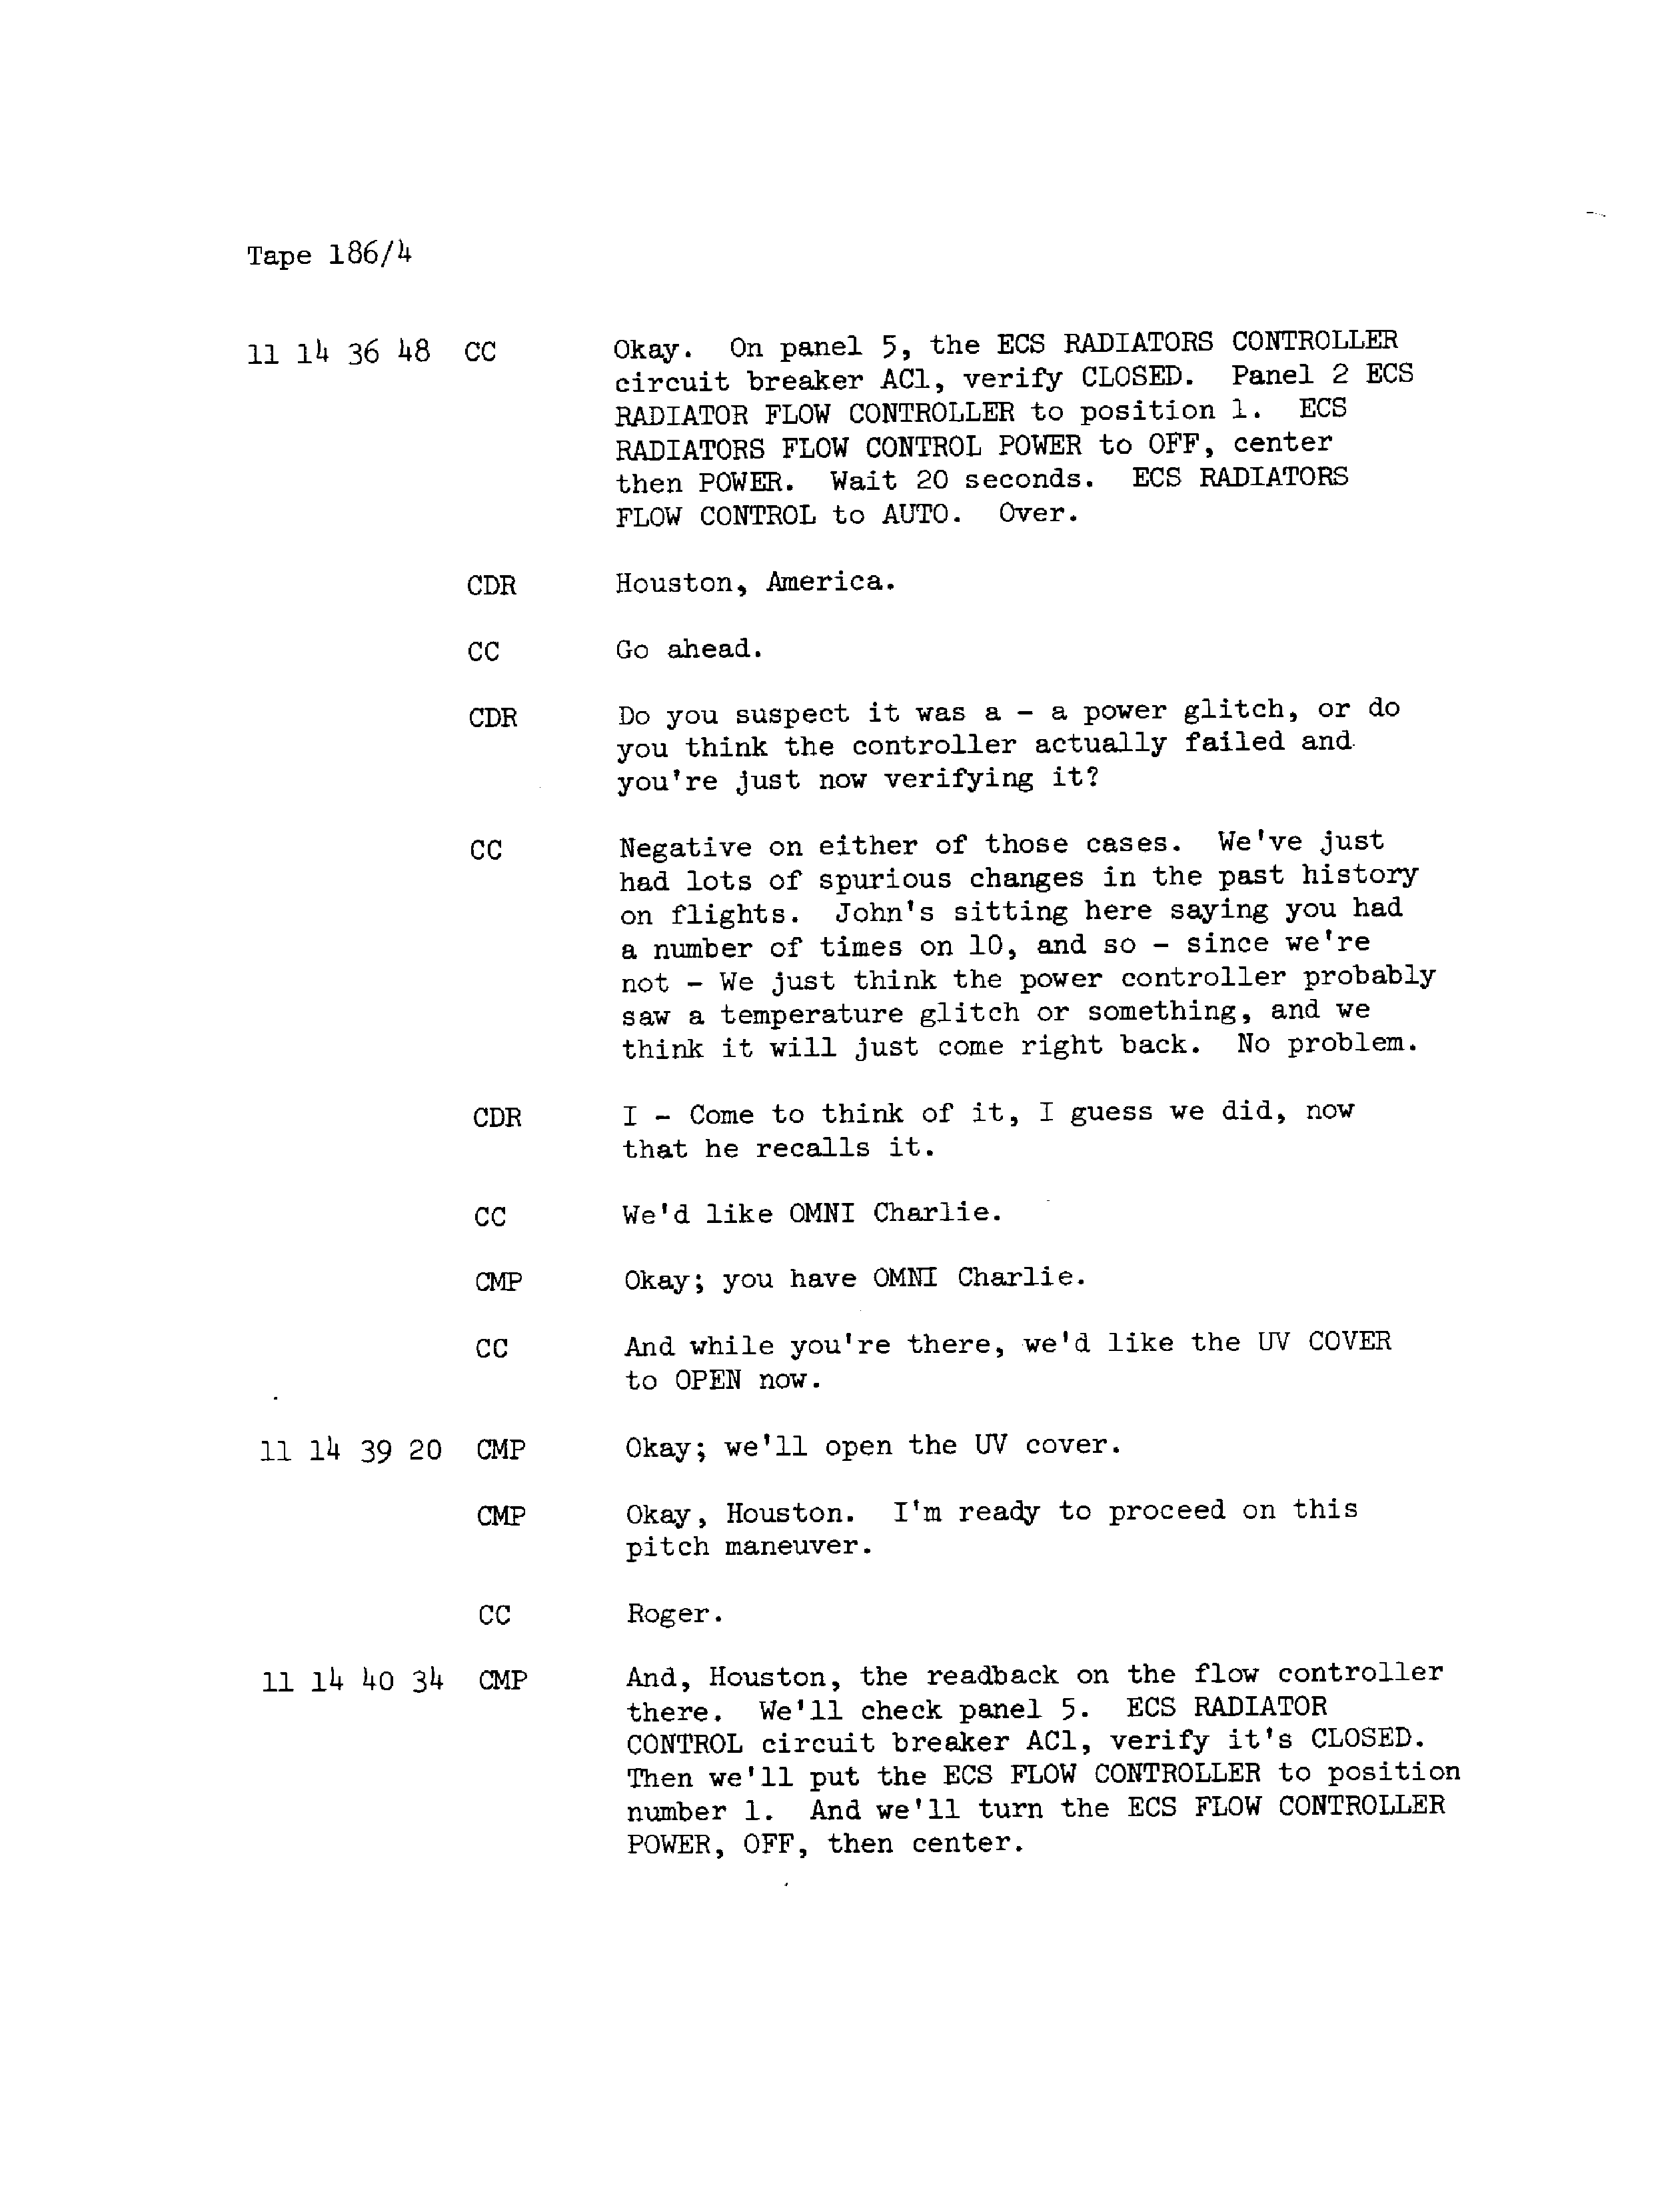 Tape 186/4
11 14 36 48 CC Okay. On panel 5, the ECS RADIATORS CONTROLLER
circuit breaker AC1, verify CLOSED. Panel 2 ECS
RADIATOR FLOW CONTROLLER to position 1. ECS
RADIATORS FLOW CONTROL POWER to OFF, center
then POWER. Wait 20 seconds. ECS RADIATORS
FLOW CONTROL to AUTO. Over.
CDR Houston, America.
CC Go ahead.
CDR Do you suspect it was a - a power glitch, or do
you think the controller actually failed and
you're just now verifying it?
CC Negative on either of those cases. We've just
had lots of spurious changes in the past history
on flights. John's sitting here saying you had
a number of times on 10, and so - since we're
not - We just think the power controller probably
saw a temperature glitch or something, and we
think it will just come right back. No problem.
CDR I - Come to think of it, I guess we did, now
that he recalls it.
CC We'd like OMNI Charlie.
CMP Okay; you have OMNI Charlie.
CC And while you're there, we'd like the UV COVER
to OPEN now.
11 14 39 20 CMP Okay; we'll open the UV cover.
CMP Okay, Houston. I'm ready to proceed on this
pitch maneuver.
CC Roger.
11 14 40 34 CMP And, Houston, the readback on the flow controller
there. We'll check panel 5. ECS RADIATOR
CONTROL circuit breaker AC1, verify it's CLOSED.
Then we'll put the ECS FLOW CONTROLLER to position
number 1. And we'll turn the ECS FLOW CONTROLLER
POWER, OFF, then center.